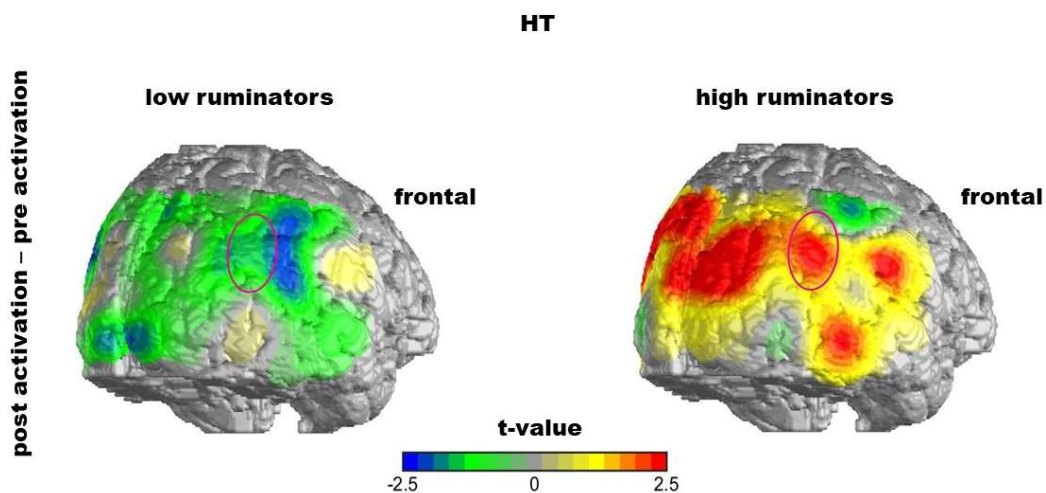 HT
low ruminators
high ruminators
post activation – pre activation
frontal
frontal
t-value
-2.5
0
2.5